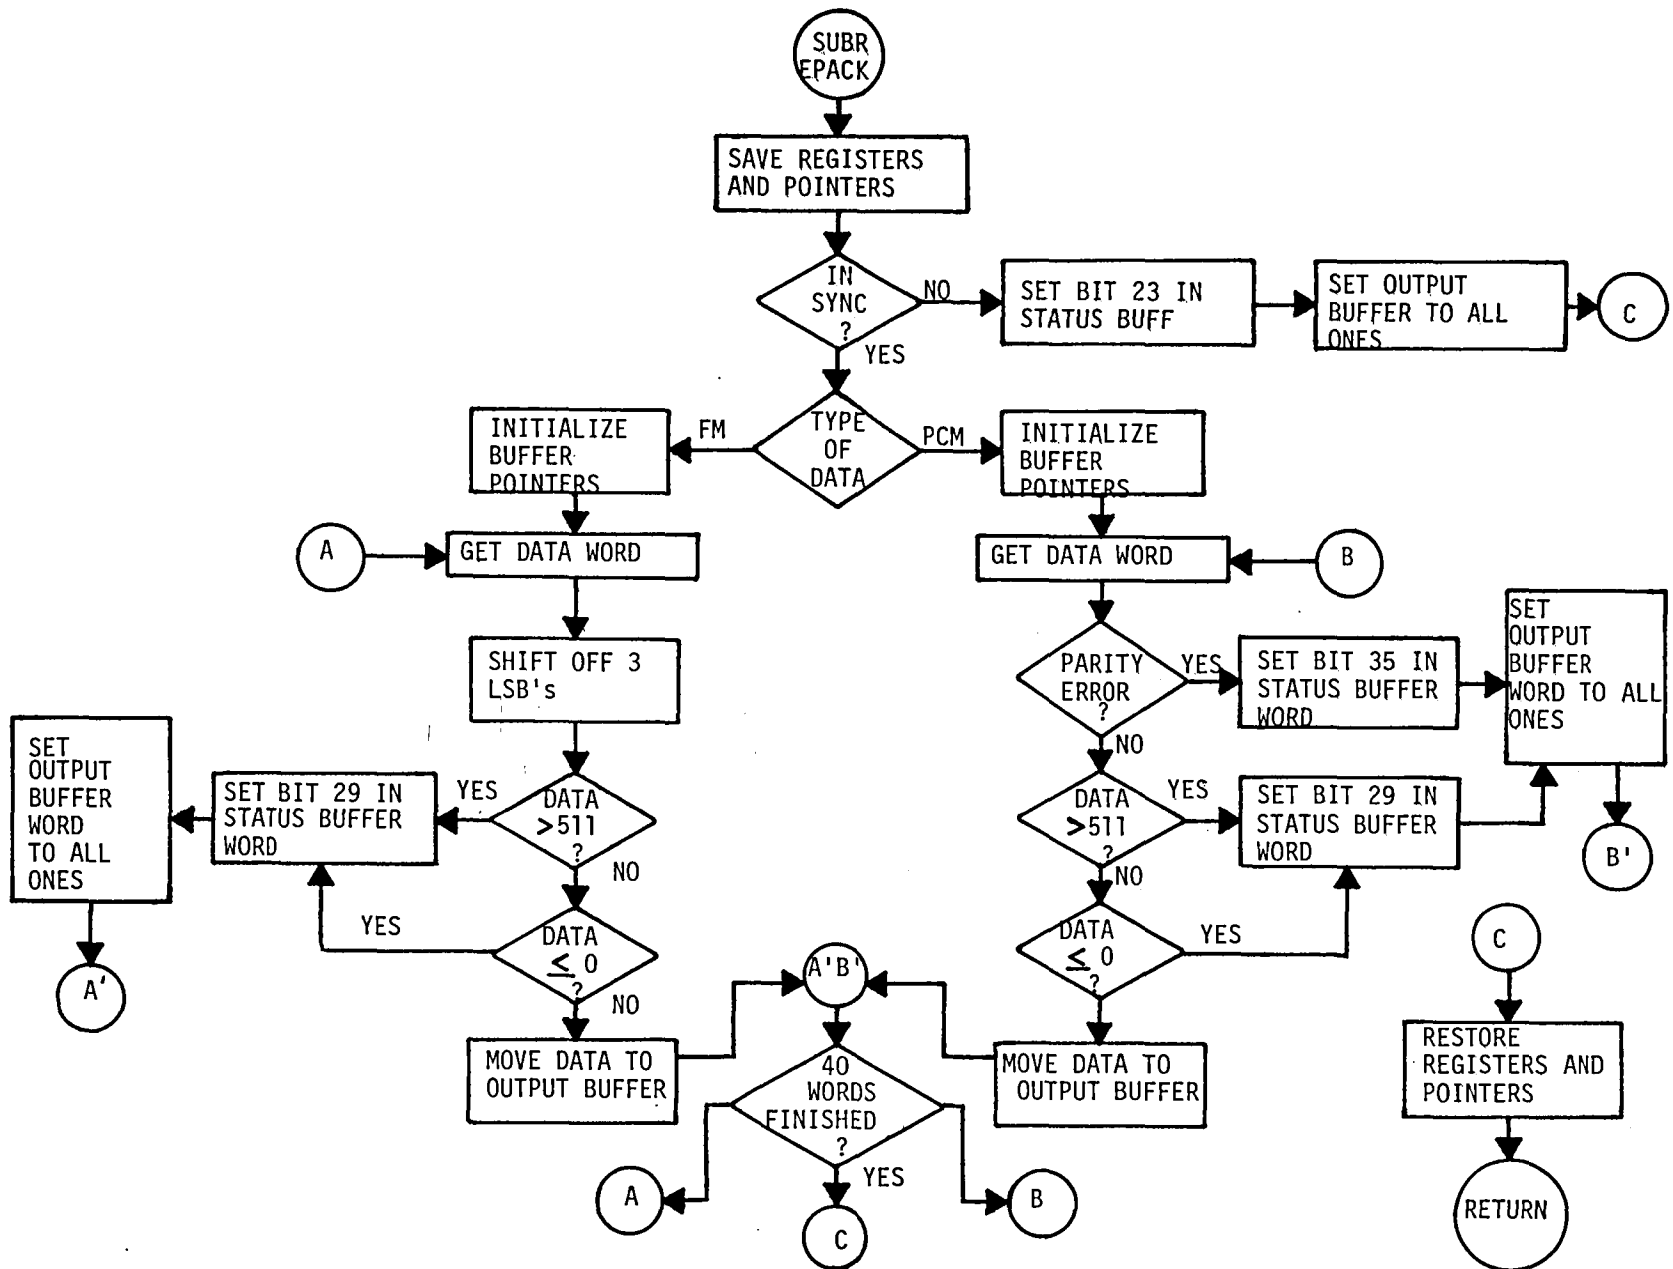 SUBR
EPACK
SAVE REGISTERS
AND POINTERS
IN
SYNC
?
NO
SET BIT 23 IN
STATUS BUFF
SET OUTPUT
BUFFER TO ALL
ONES
C
YES
TYPE
OF
DATA
FM
INITIALIZE
BUFFER
POINTERS
PCM
INITIALIZE
BUFFER
POINTERS
A
GET DATA WORD
GET DATA WORD
B
SHIFT OFF 3
LSB's
PARITY
ERROR
?
YES
SET BIT 35 IN
STATUS BUFFER
WORD
SET
OUTPUT
BUFFER
WORD TO ALL
ONES
NO
SET
OUTPUT
BUFFER
WORD
TO ALL
ONES
SET BIT 29 IN
STATUS BUFFER
WORD
YES
DATA
>511
?
NO
DATA
>511
?
YES
SET BIT 29 IN
STATUS BUFFER
WORD
B'
NO
A'
YES
DATA
≤ 0
?
NO
A'B'
DATA
≤ 0
?
YES
C
MOVE DATA TO
OUTPUT BUFFER
40
WORDS
FINISHED
?
MOVE DATA TO
OUTPUT BUFFER
RESTORE
REGISTERS AND
POINTERS
A
YES
C
B
RETURN